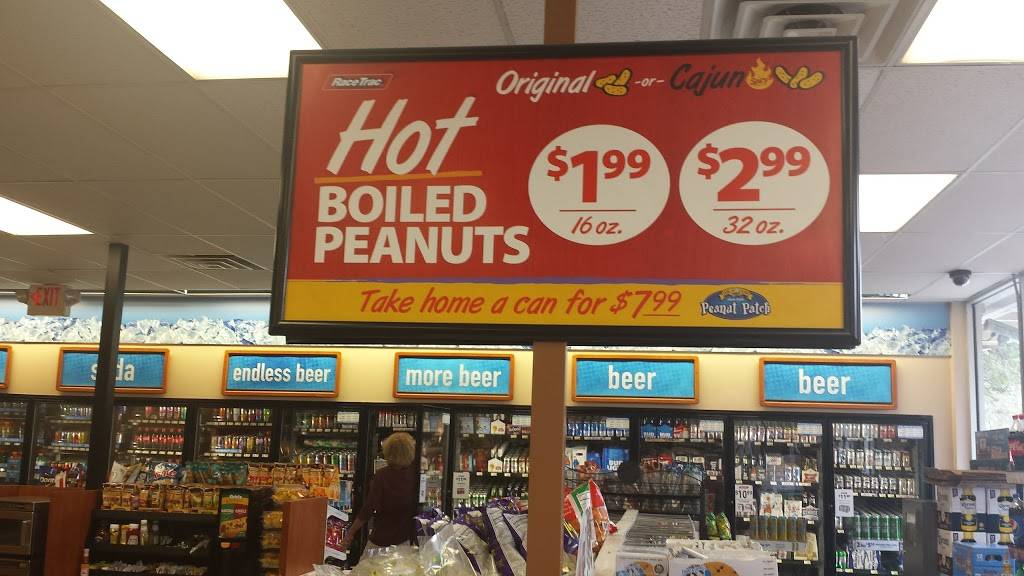 RaceTrac
Original -or- Cajun
Hot
BOILED
PEANUTS
$1.99
16 oz.
$2.99
32 oz.
Take home a can for $7.99
Peanut Patch
EXIT
soda
endless beer
more beer
beer
beer